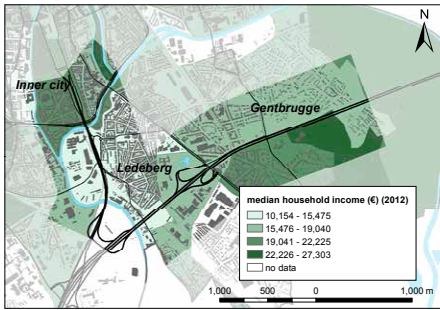 N
Inner city
Gentbrugge
Ledeberg
median household income (€) (2012)
10,154 - 15,475
15,476 - 19,040
19,041 - 22,225
22,226 - 27,303
no data
1,000 500 0 1,000 m